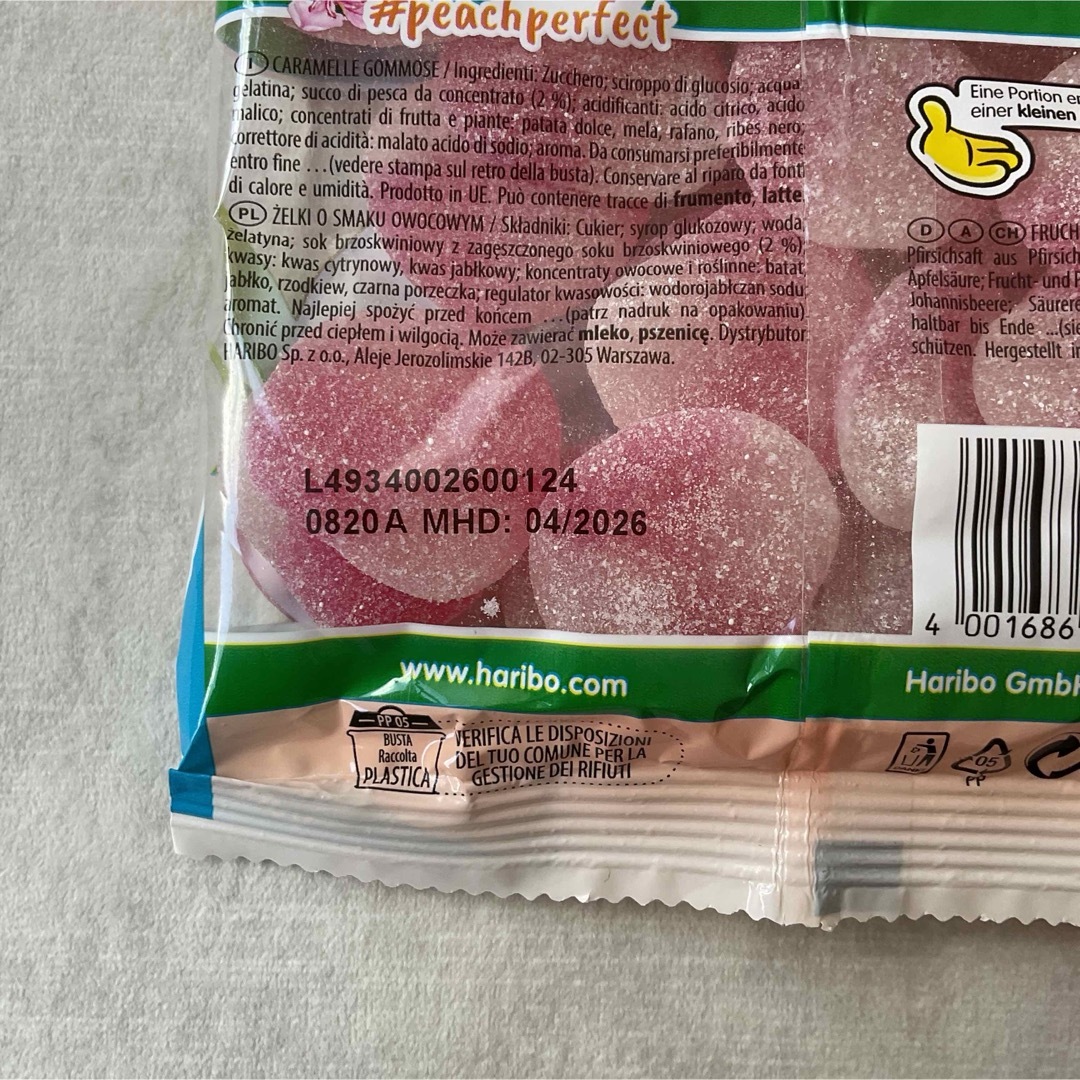 #peachperfect
I CARAMELLE GOMMOSE / Ingredienti: Zucchero; sciroppo di glucosio; acqua
gelatina; succo di pesca da concentrato (2 %); acidificanti: acido citrico, acido
malico; concentrati di frutta e piante: patata dolce, mela, rafano, ribes nero;
correttore di acidità: malato acido di sodio; aroma. Da consumarsi preferibilmente
entro fine ...(vedere stampa sul retro della busta). Conservare al riparo da fonti
di calore e umidità. Prodotto in UE. Può contenere tracce di frumento, latte.
PL ŻELKI O SMAKU OWOCOWYM / Składniki: Cukier; syrop glukozowy; woda
żelatyna; sok brzoskwiniowy z zagęszczonego soku brzoskwiniowego (2 %)
kwasy: kwas cytrynowy, kwas jabłkowy; koncentraty owocowe i roślinne: batat,
jabłko, rzodkiew, czarna porzeczka; regulator kwasowości: wodorojabłczan sodu
aromat. Najlepiej spożyć przed końcem ...(patrz nadruk na opakowaniu)
Chronić przed ciepłem i wilgocią. Może zawierać mleko, pszenicę. Dystrybutor
HARIBO Sp. z o.o., Aleje Jerozolimskie 142B, 02-305 Warszawa.
L4934002600124
0820 A MHD: 04/2026
www.haribo.com
PP 05
BUSTA
Raccolta
PLASTICA
VERIFICA LE DISPOSIZIONI
DEL TUO COMUNE PER LA
GESTIONE DEI RIFIUTI
Eine Portion
einer kleinen
D A CH
Pfirsichsaft aus
Apfelsäure; Frucht- und
Johannisbeere;
haltbar bis Ende
schützen. Hergestellt
4 001686
Haribo
05
PP